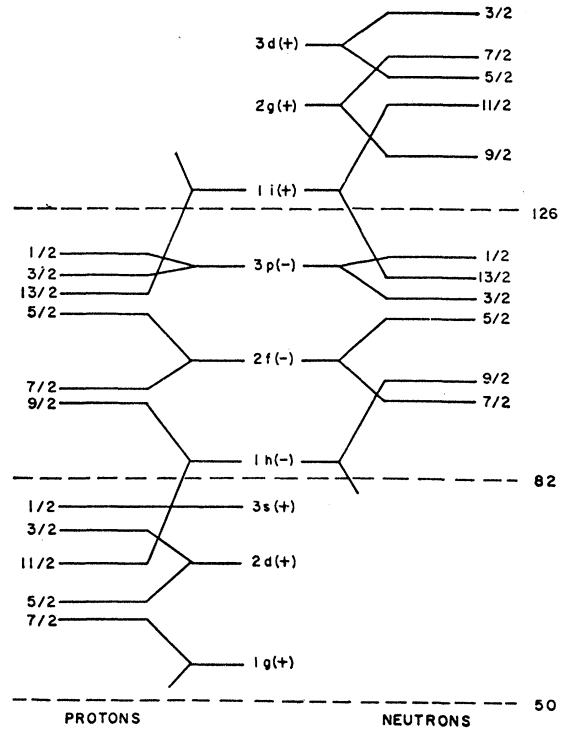 3d(+) 3/2
7/2
5/2
2g(+)
11/2
9/2
1i(+)
126
1/2 3p(-) 1/2
3/2 13/2
13/2 3/2
5/2 5/2
2f(-)
7/2 9/2
9/2 7/2
1h(-)
82
1/2 3s(+)
3/2
11/2 2d(+)
5/2
7/2
1g(+)
50
PROTONS NEUTRONS